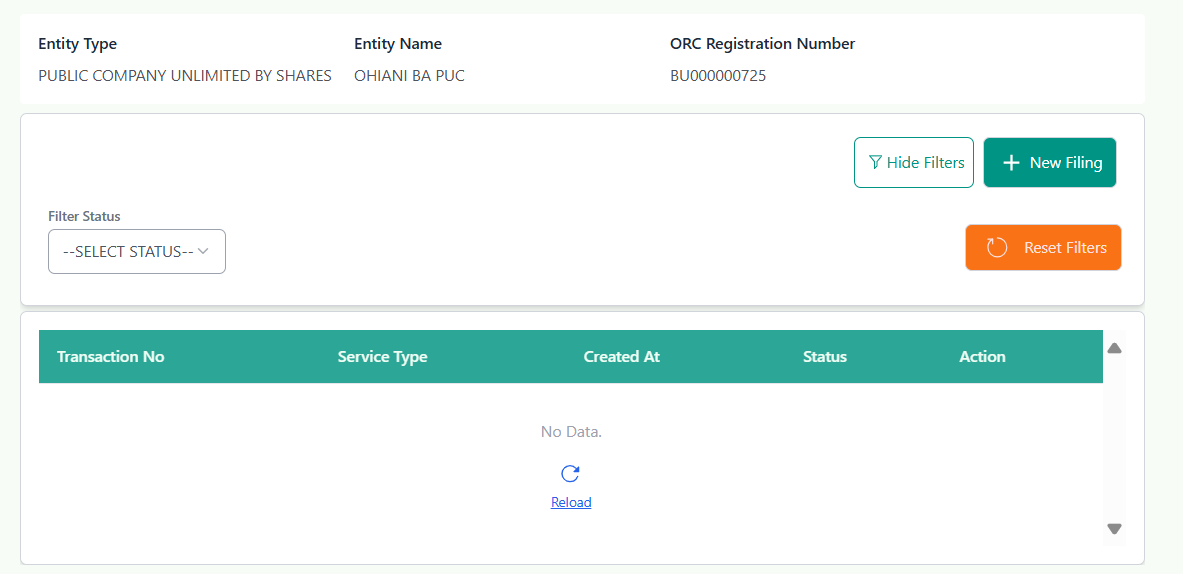 Entity Type Entity Name ORC Registration Number
PUBLIC COMPANY UNLIMITED BY SHARES OHIANI BA PUC BU000000725
Hide Filters New Filing
Filter Status
--SELECT STATUS-- Reset Filters
Transaction No Service Type Created At Status Action
No Data.
Reload